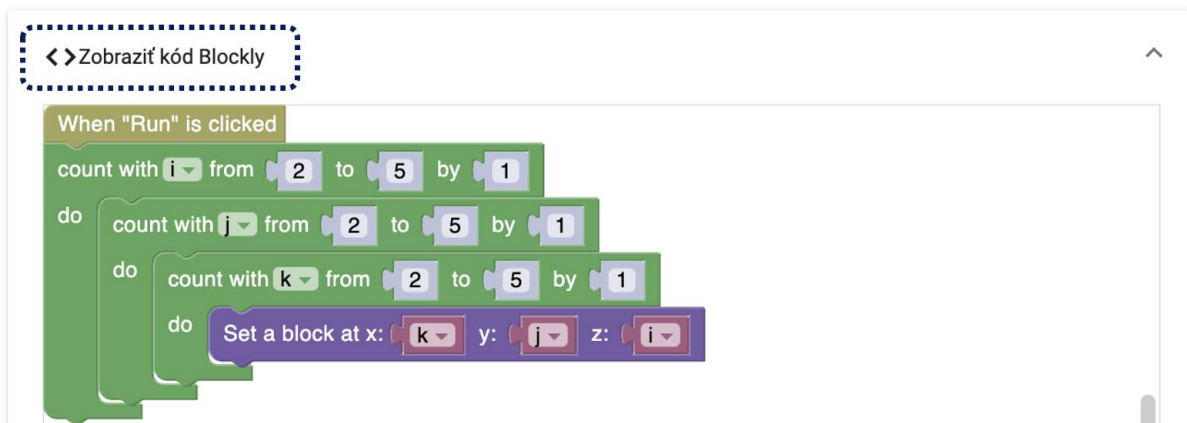 < >Zobraziť kód Blockly
When "Run" is clicked
count with i from 2 to 5 by 1
do
count with j from 2 to 5 by 1
do
count with k from 2 to 5 by 1
do
Set a block at x: k y: j z: i